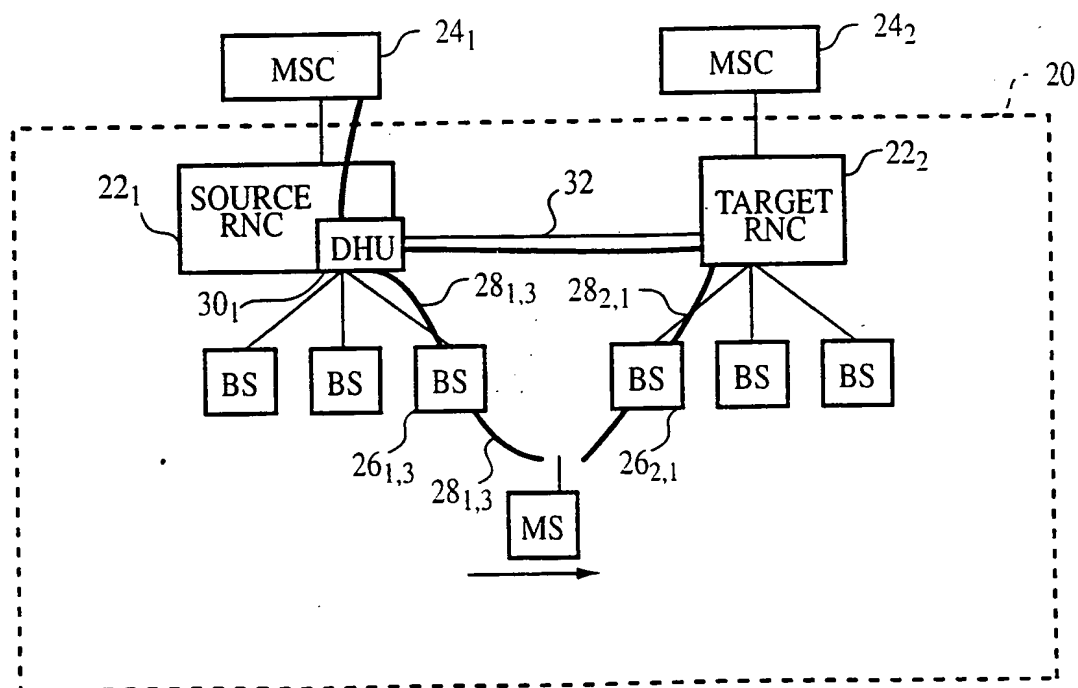 24₁
MSC
24₂
MSC
20
22₁
SOURCE
RNC
DHU
32
22₂
TARGET
RNC
30₁
28₁,₃
28₂,₁
BS
BS
BS
BS
BS
BS
26₁,₃
28₁,₃
26₂,₁
MS